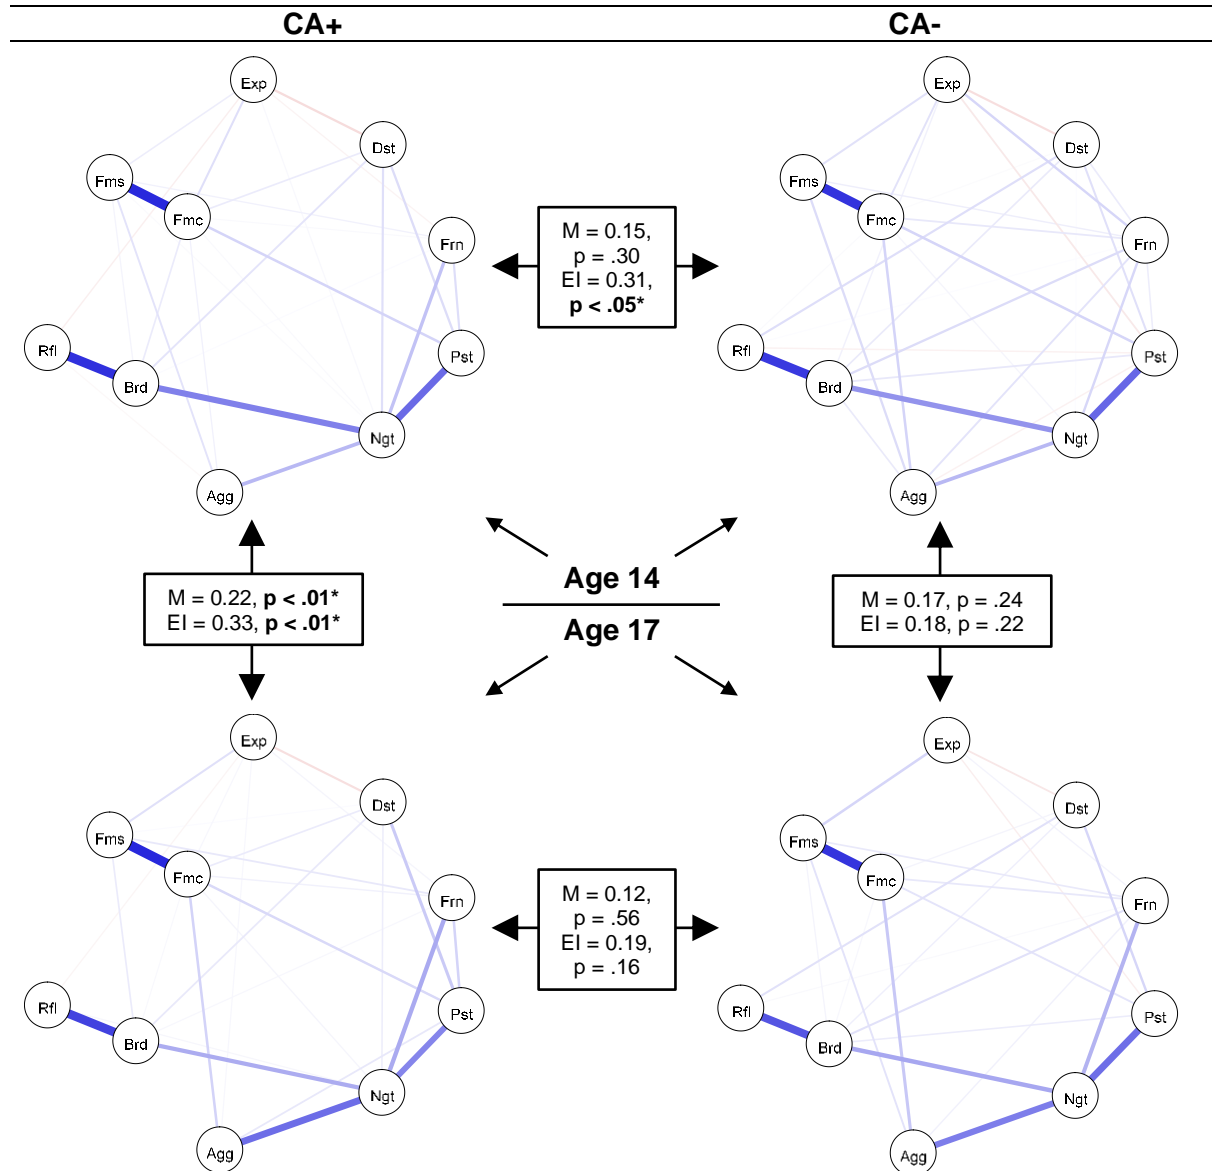 CA+
CA-
Exp
Dst
Fms
Fmc
Frn
Rfl
Brd
Pst
Ngt
Agg
M = 0.15,
p = .30
EI = 0.31,
p < .05*
Exp
Dst
Fms
Fmc
Frn
Rfl
Brd
Pst
Ngt
Agg
M = 0.22, p < .01*
EI = 0.33, p < .01*
Age 14
Age 17
M = 0.17, p = .24
EI = 0.18, p = .22
Exp
Dst
Fms
Fmc
Frn
Rfl
Brd
Pst
Ngt
Agg
M = 0.12,
p = .56
EI = 0.19,
p = .16
Exp
Dst
Fms
Fmc
Frn
Rfl
Brd
Pst
Ngt
Agg